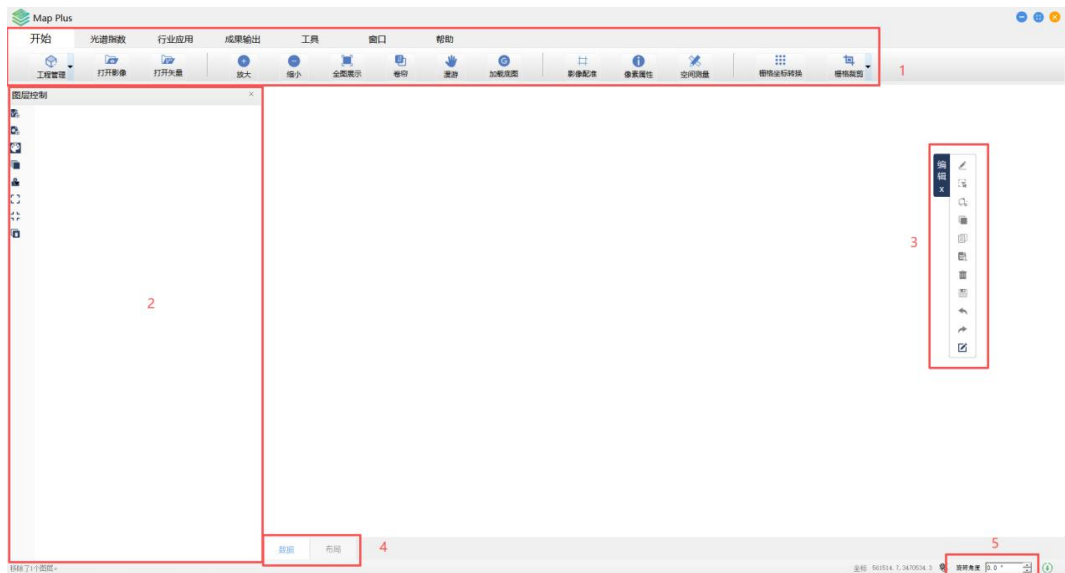 Map Plus
开始 光谱指数 行业应用 成果输出 工具 窗口 帮助
工程管理 打开影像 打开矢量 放大 缩小 全图展示 卷帘 漫游 加载底图 影像配准 像素属性 空间测量 栅格坐标转换 栅格裁剪
1
图层控制 ×
编辑 x
3
2
数据 布局 4
5
移除了1个图层。 坐标 561514.7,3470534.3 旋转角度 0.0 °